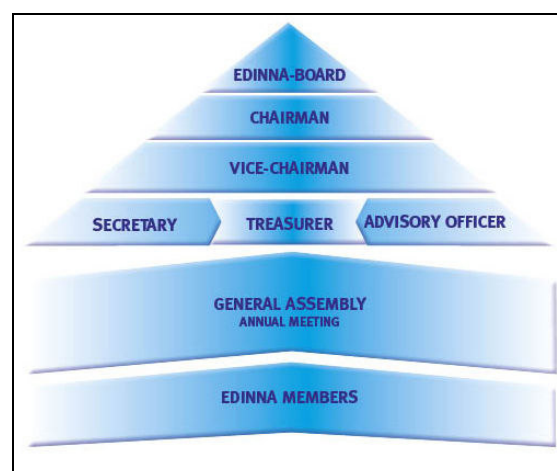 EDINNA-BOARD
CHAIRMAN
VICE-CHAIRMAN
SECRETARY TREASURER ADVISORY OFFICER
GENERAL ASSEMBLY
ANNUAL MEETING
EDINNA MEMBERS